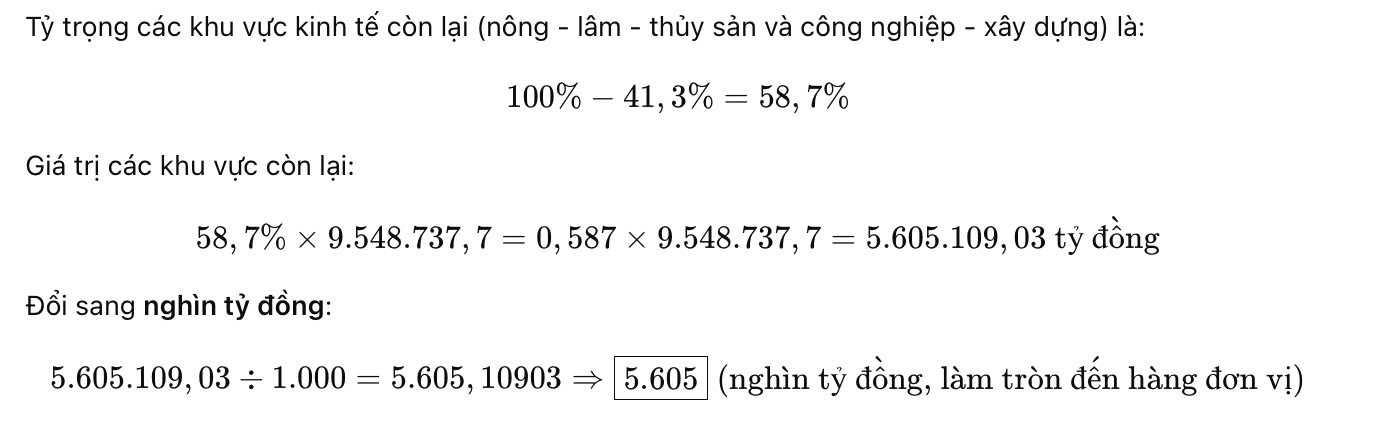 Tỷ trọng các khu vực kinh tế còn lại (nông - lâm - thủy sản và công nghiệp - xây dựng) là:
100% − 41, 3% = 58, 7%
Giá trị các khu vực còn lại:
58, 7% × 9.548.737, 7 = 0, 587 × 9.548.737, 7 = 5.605.109, 03 tỷ đồng
Đổi sang nghìn tỷ đồng:
5.605.109, 03 ÷ 1.000 = 5.605, 10903 ⇒ 5.605 (nghìn tỷ đồng, làm tròn đến hàng đơn vị)